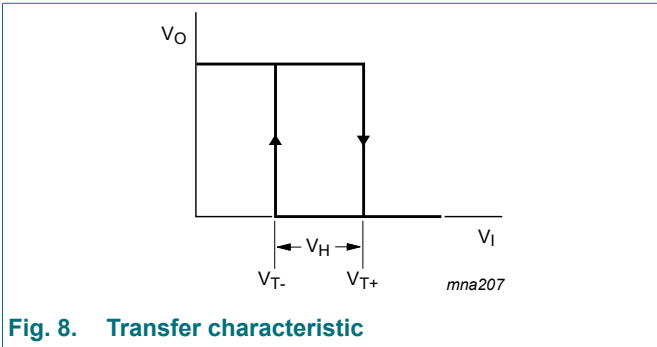 VO
VH
VI
VT-
VT+
mna207
Fig. 8. Transfer characteristic